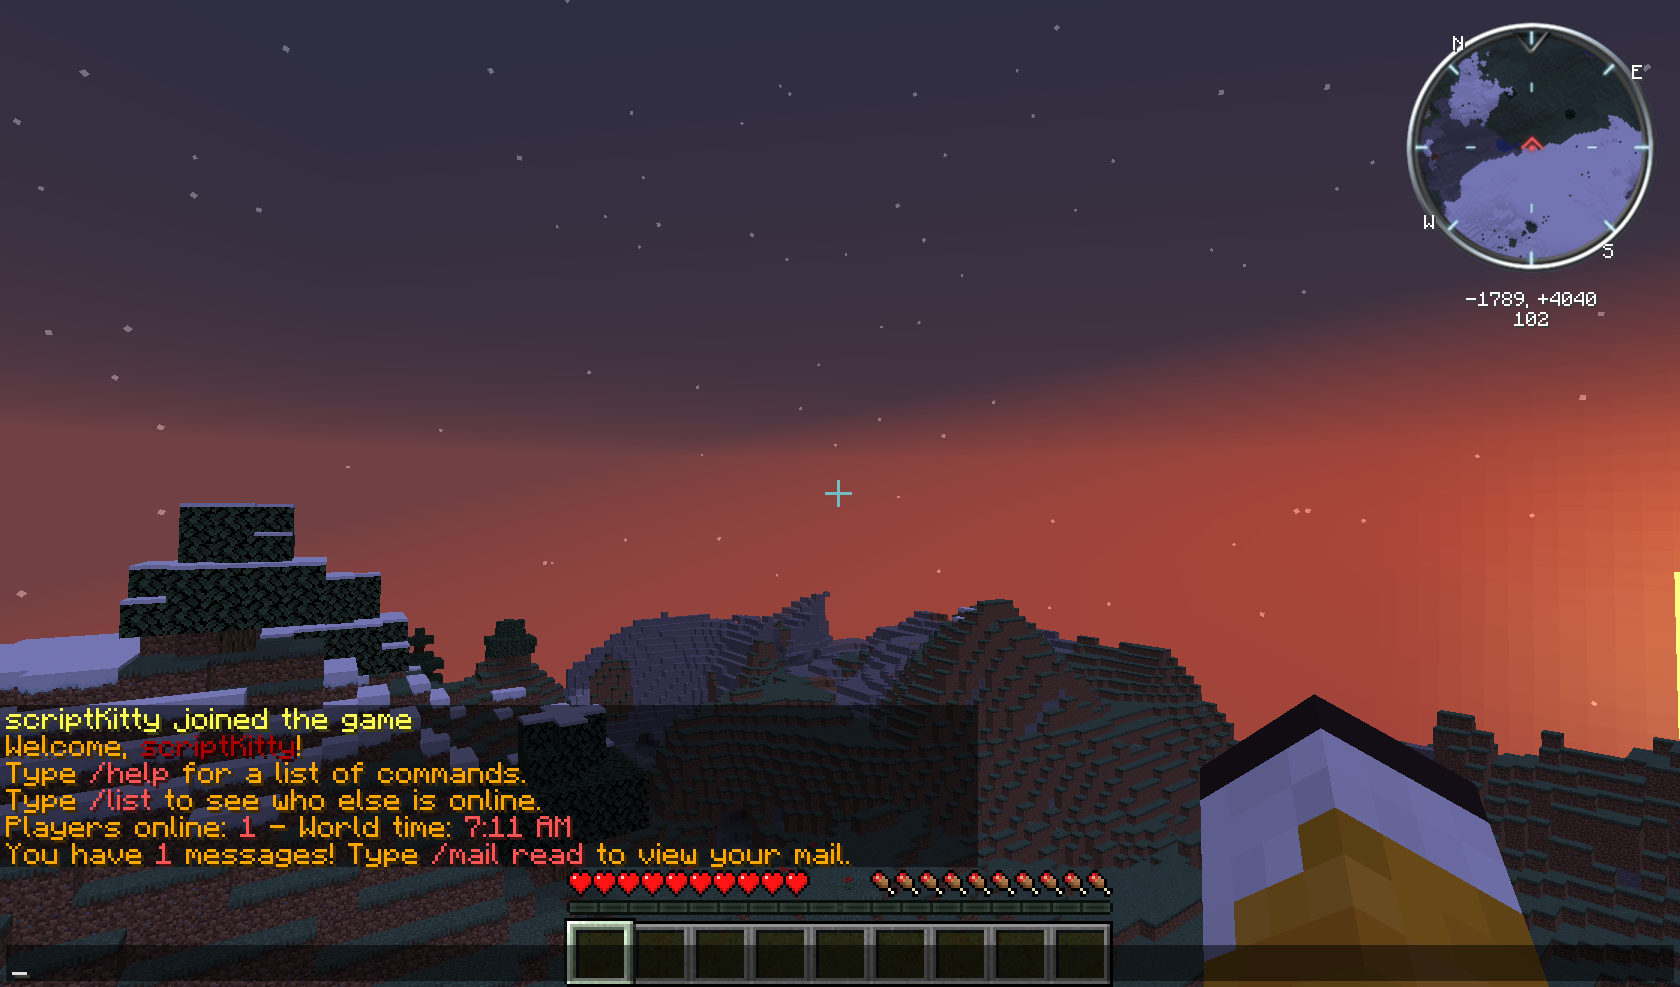 N
E
W
S
-1789, +4040
102
scriptKitty joined the game
Welcome, scriptKitty!
Type /help for a list of commands.
Type /list to see who else is online.
Players online: 1 - World time: 7:11 AM
You have 1 messages! Type /mail read to view your mail.
_